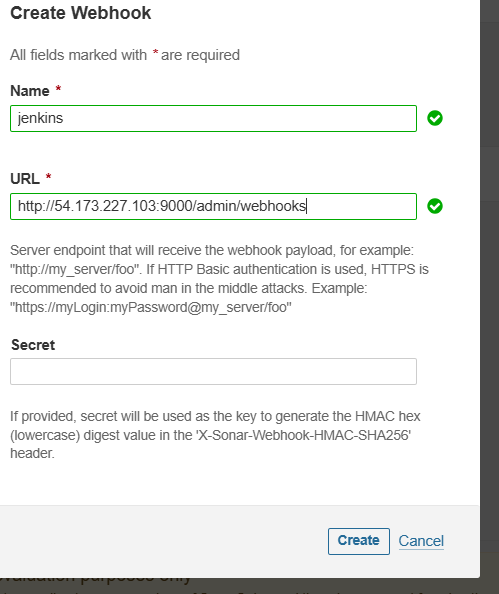 Create Webhook
All fields marked with * are required
Name *
jenkins
URL *
http://54.173.227.103:9000/admin/webhooks
Server endpoint that will receive the webhook payload, for example:
"http://my_server/foo". If HTTP Basic authentication is used, HTTPS is
recommended to avoid man in the middle attacks. Example:
"https://myLogin:myPassword@my_server/foo"
Secret
If provided, secret will be used as the key to generate the HMAC hex
(lowercase) digest value in the 'X-Sonar-Webhook-HMAC-SHA256'
header.
Create Cancel
evaluation purposes only